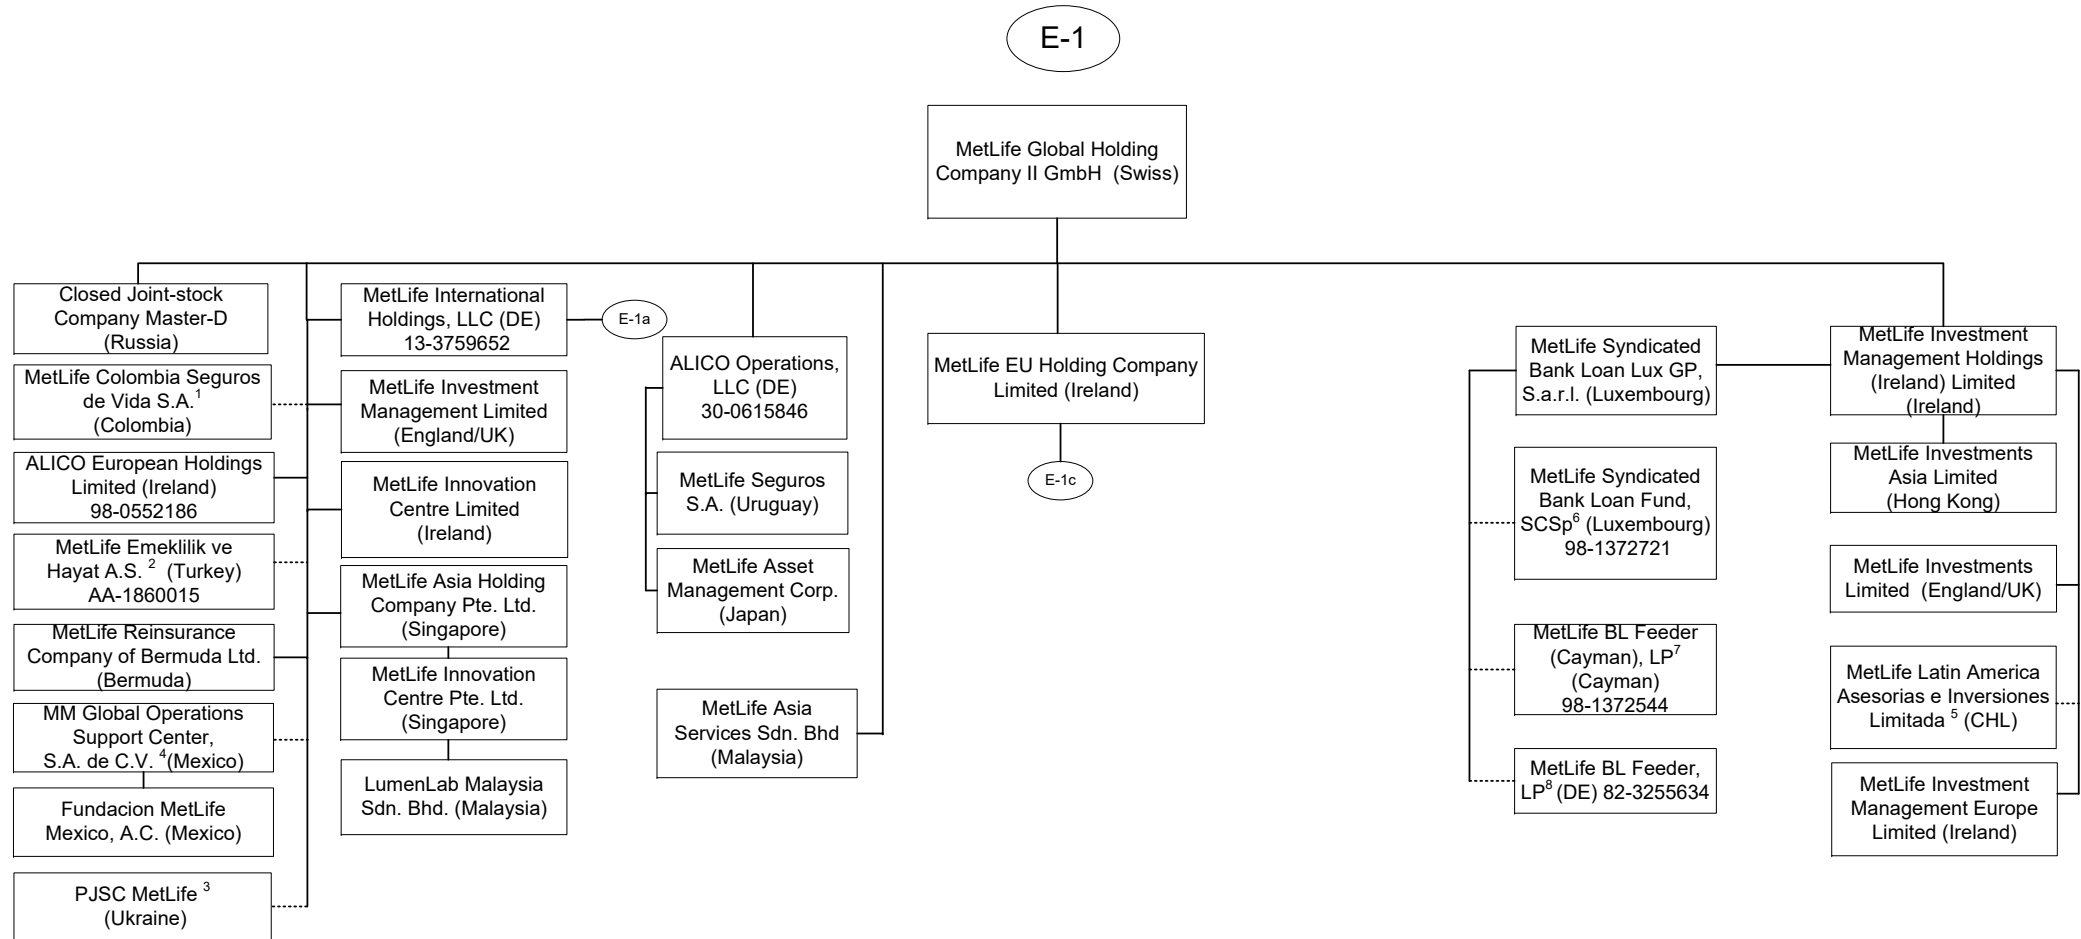 E-1
MetLife Global Holding
Company II GmbH (Swiss)
Closed Joint-stock
Company Master-D
(Russia)
MetLife Colombia Seguros
de Vida S.A.1
(Colombia)
ALICO European Holdings
Limited (Ireland)
98-0552186
MetLife Emeklilik ve
Hayat A.S. 2 (Turkey)
AA-1860015
MetLife Reinsurance
Company of Bermuda Ltd.
(Bermuda)
MM Global Operations
Support Center,
S.A. de C.V. 4(Mexico)
Fundacion MetLife
Mexico, A.C. (Mexico)
PJSC MetLife 3
(Ukraine)
MetLife International
Holdings, LLC (DE)
13-3759652
E-1a
MetLife Investment
Management Limited
(England/UK)
MetLife Innovation
Centre Limited
(Ireland)
MetLife Asia Holding
Company Pte. Ltd.
(Singapore)
MetLife Innovation
Centre Pte. Ltd.
(Singapore)
LumenLab Malaysia
Sdn. Bhd. (Malaysia)
ALICO Operations,
LLC (DE)
30-0615846
MetLife Seguros
S.A. (Uruguay)
MetLife Asset
Management Corp.
(Japan)
MetLife Asia
Services Sdn. Bhd
(Malaysia)
MetLife EU Holding Company
Limited (Ireland)
E-1c
MetLife Syndicated
Bank Loan Lux GP,
S.a.r.l. (Luxembourg)
MetLife Syndicated
Bank Loan Fund,
SCSp6 (Luxembourg)
98-1372721
MetLife BL Feeder
(Cayman), LP7
(Cayman)
98-1372544
MetLife BL Feeder,
LP8 (DE) 82-3255634
MetLife Investment
Management Holdings
(Ireland) Limited
(Ireland)
MetLife Investments
Asia Limited
(Hong Kong)
MetLife Investments
Limited (England/UK)
MetLife Latin America
Asesorias e Inversiones
Limitada 5 (CHL)
MetLife Investment
Management Europe
Limited (Ireland)